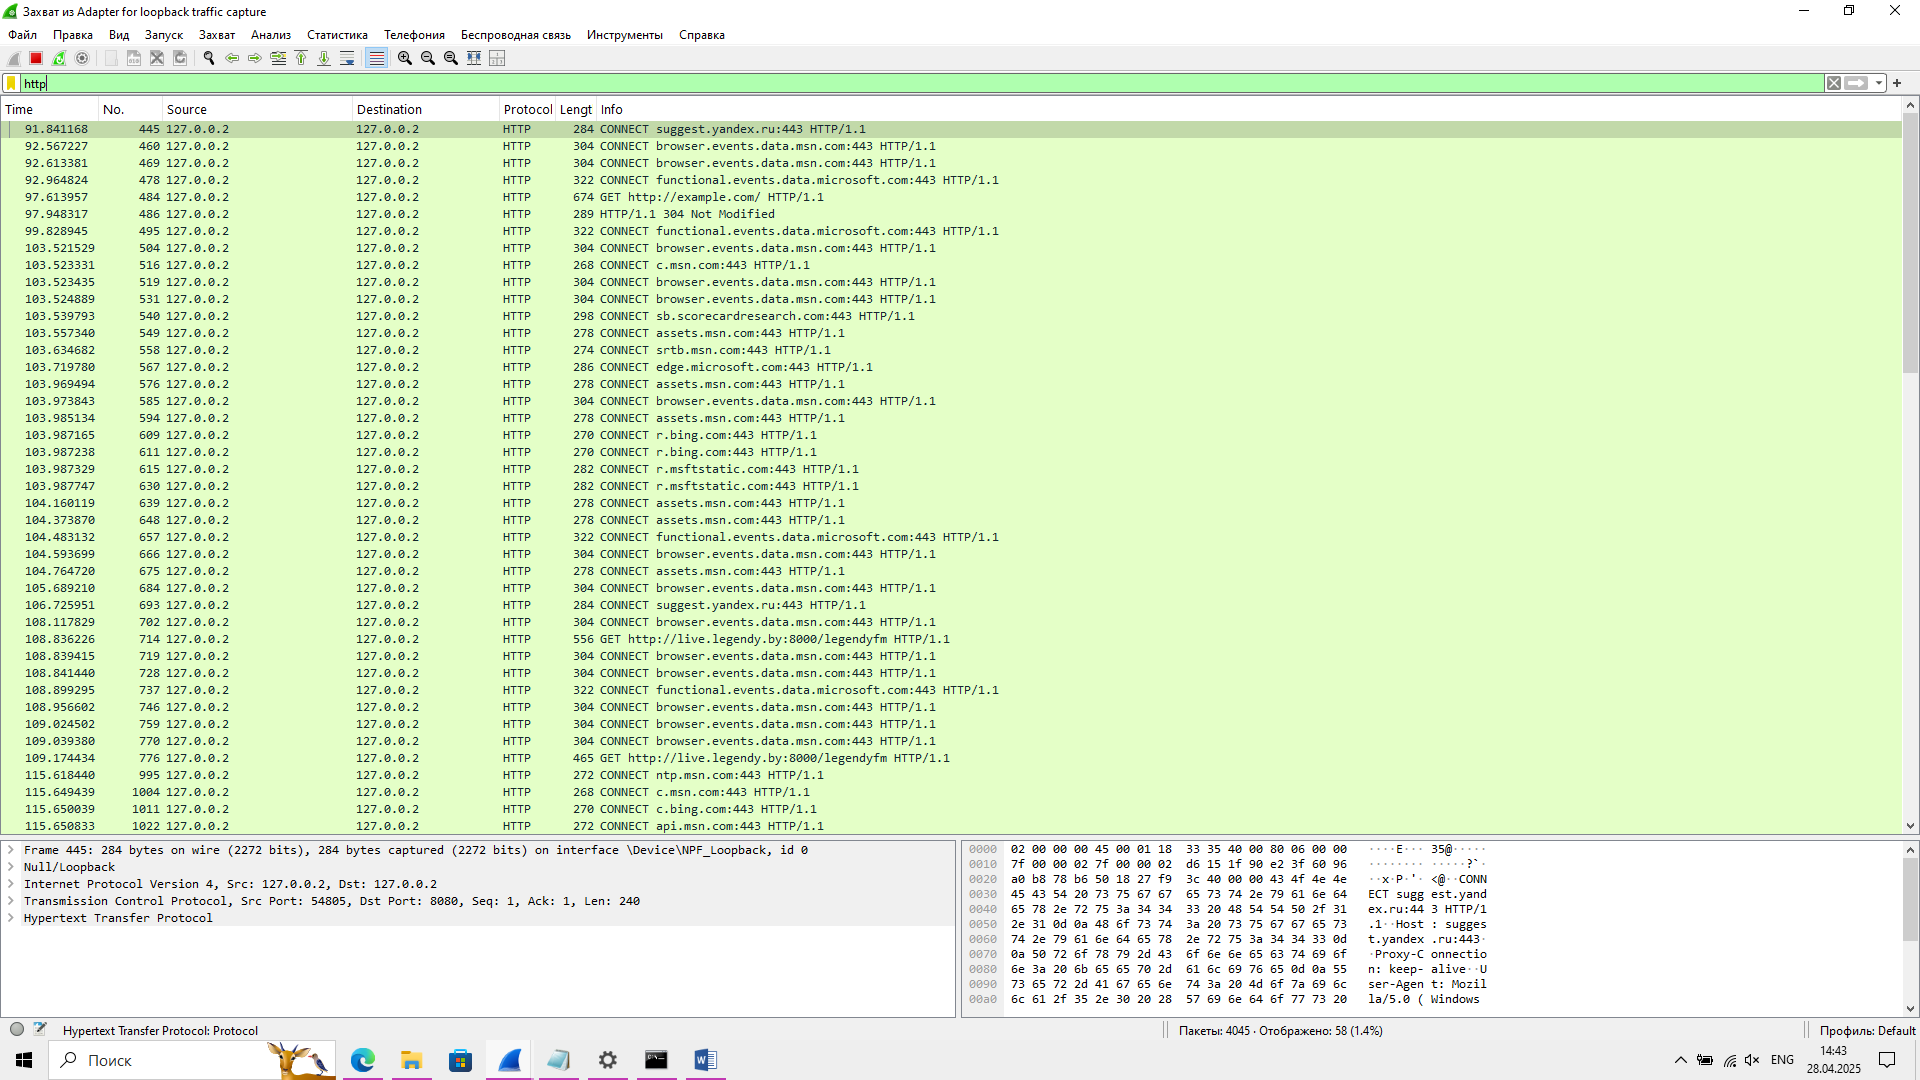 Захват из Adapter for loopback traffic capture
Файл Правка Вид Запуск Захват Анализ Статистика Телефония Беспроводная связь Инструменты Справка
http
Time No. Source Destination Protocol Lengt Info
91.841168 445 127.0.0.2 127.0.0.2 HTTP 284 CONNECT suggest.yandex.ru:443 HTTP/1.1
92.567227 460 127.0.0.2 127.0.0.2 HTTP 304 CONNECT browser.events.data.msn.com:443 HTTP/1.1
92.613381 469 127.0.0.2 127.0.0.2 HTTP 304 CONNECT browser.events.data.msn.com:443 HTTP/1.1
92.964824 478 127.0.0.2 127.0.0.2 HTTP 322 CONNECT functional.events.data.microsoft.com:443 HTTP/1.1
97.613957 484 127.0.0.2 127.0.0.2 HTTP 674 GET http://example.com/ HTTP/1.1
97.948317 486 127.0.0.2 127.0.0.2 HTTP 289 HTTP/1.1 304 Not Modified
99.828945 495 127.0.0.2 127.0.0.2 HTTP 322 CONNECT functional.events.data.microsoft.com:443 HTTP/1.1
103.521529 504 127.0.0.2 127.0.0.2 HTTP 304 CONNECT browser.events.data.msn.com:443 HTTP/1.1
103.523331 516 127.0.0.2 127.0.0.2 HTTP 268 CONNECT c.msn.com:443 HTTP/1.1
103.523435 519 127.0.0.2 127.0.0.2 HTTP 304 CONNECT browser.events.data.msn.com:443 HTTP/1.1
103.524889 531 127.0.0.2 127.0.0.2 HTTP 304 CONNECT browser.events.data.msn.com:443 HTTP/1.1
103.539793 540 127.0.0.2 127.0.0.2 HTTP 298 CONNECT sb.scorecardresearch.com:443 HTTP/1.1
103.557340 549 127.0.0.2 127.0.0.2 HTTP 278 CONNECT assets.msn.com:443 HTTP/1.1
103.634682 558 127.0.0.2 127.0.0.2 HTTP 274 CONNECT srtb.msn.com:443 HTTP/1.1
103.719780 567 127.0.0.2 127.0.0.2 HTTP 286 CONNECT edge.microsoft.com:443 HTTP/1.1
103.969494 576 127.0.0.2 127.0.0.2 HTTP 278 CONNECT assets.msn.com:443 HTTP/1.1
103.973843 585 127.0.0.2 127.0.0.2 HTTP 304 CONNECT browser.events.data.msn.com:443 HTTP/1.1
103.985134 594 127.0.0.2 127.0.0.2 HTTP 278 CONNECT assets.msn.com:443 HTTP/1.1
103.987165 609 127.0.0.2 127.0.0.2 HTTP 270 CONNECT r.bing.com:443 HTTP/1.1
103.987238 611 127.0.0.2 127.0.0.2 HTTP 270 CONNECT r.bing.com:443 HTTP/1.1
103.987329 615 127.0.0.2 127.0.0.2 HTTP 282 CONNECT r.msftstatic.com:443 HTTP/1.1
103.987747 630 127.0.0.2 127.0.0.2 HTTP 282 CONNECT r.msftstatic.com:443 HTTP/1.1
104.160119 639 127.0.0.2 127.0.0.2 HTTP 278 CONNECT assets.msn.com:443 HTTP/1.1
104.373870 648 127.0.0.2 127.0.0.2 HTTP 278 CONNECT assets.msn.com:443 HTTP/1.1
104.483132 657 127.0.0.2 127.0.0.2 HTTP 322 CONNECT functional.events.data.microsoft.com:443 HTTP/1.1
104.593699 666 127.0.0.2 127.0.0.2 HTTP 304 CONNECT browser.events.data.msn.com:443 HTTP/1.1
104.764720 675 127.0.0.2 127.0.0.2 HTTP 278 CONNECT assets.msn.com:443 HTTP/1.1
105.689210 684 127.0.0.2 127.0.0.2 HTTP 304 CONNECT browser.events.data.msn.com:443 HTTP/1.1
106.725951 693 127.0.0.2 127.0.0.2 HTTP 284 CONNECT suggest.yandex.ru:443 HTTP/1.1
108.117829 702 127.0.0.2 127.0.0.2 HTTP 304 CONNECT browser.events.data.msn.com:443 HTTP/1.1
108.836226 714 127.0.0.2 127.0.0.2 HTTP 556 GET http://live.legendy.by:8000/legendyfm HTTP/1.1
108.839415 719 127.0.0.2 127.0.0.2 HTTP 304 CONNECT browser.events.data.msn.com:443 HTTP/1.1
108.841440 728 127.0.0.2 127.0.0.2 HTTP 304 CONNECT browser.events.data.msn.com:443 HTTP/1.1
108.899295 737 127.0.0.2 127.0.0.2 HTTP 322 CONNECT functional.events.data.microsoft.com:443 HTTP/1.1
108.956602 746 127.0.0.2 127.0.0.2 HTTP 304 CONNECT browser.events.data.msn.com:443 HTTP/1.1
109.024502 759 127.0.0.2 127.0.0.2 HTTP 304 CONNECT browser.events.data.msn.com:443 HTTP/1.1
109.039380 770 127.0.0.2 127.0.0.2 HTTP 304 CONNECT browser.events.data.msn.com:443 HTTP/1.1
109.174434 776 127.0.0.2 127.0.0.2 HTTP 465 GET http://live.legendy.by:8000/legendyfm HTTP/1.1
115.618440 995 127.0.0.2 127.0.0.2 HTTP 272 CONNECT ntp.msn.com:443 HTTP/1.1
115.649439 1004 127.0.0.2 127.0.0.2 HTTP 268 CONNECT c.msn.com:443 HTTP/1.1
115.650039 1011 127.0.0.2 127.0.0.2 HTTP 270 CONNECT c.bing.com:443 HTTP/1.1
115.650833 1022 127.0.0.2 127.0.0.2 HTTP 272 CONNECT api.msn.com:443 HTTP/1.1
Frame 445: 284 bytes on wire (2272 bits), 284 bytes captured (2272 bits) on interface \Device\NPF_Loopback, id 0
Null/Loopback
Internet Protocol Version 4, Src: 127.0.0.2, Dst: 127.0.0.2
Transmission Control Protocol, Src Port: 54805, Dst Port: 8080, Seq: 1, Ack: 1, Len: 240
Hypertext Transfer Protocol
0000 02 00 00 00 45 00 01 18 33 35 40 00 80 06 00 00 ····E··· 35@·····
0010 7f 00 00 02 7f 00 00 02 d6 15 1f 90 e2 3f 60 96 ········ ·····?`·
0020 a0 b8 78 b6 50 18 27 f9 3c 40 00 00 43 4f 4e 4e ··x·P·'· <@··CONN
0030 45 43 54 20 73 75 67 67 65 73 74 2e 79 61 6e 64 ECT sugg est.yand
0040 65 78 2e 72 75 3a 34 34 33 20 48 54 54 50 2f 31 ex.ru:44 3 HTTP/1
0050 2e 31 0d 0a 48 6f 73 74 3a 20 73 75 67 67 65 73 .1··Host : sugges
0060 74 2e 79 61 6e 64 65 78 2e 72 75 3a 34 34 33 0d t.yandex .ru:443·
0070 0a 50 72 6f 78 79 2d 43 6f 6e 6e 65 63 74 69 6f ·Proxy-C onnectio
0080 6e 3a 20 6b 65 65 70 2d 61 6c 69 76 65 0d 0a 55 n: keep- alive··U
0090 73 65 72 2d 41 67 65 6e 74 3a 20 4d 6f 7a 69 6c ser-Agen t: Mozil
00a0 6c 61 2f 35 2e 30 20 28 57 69 6e 64 6f 77 73 20 la/5.0 ( Windows
Hypertext Transfer Protocol: Protocol
Пакеты: 4045 · Отображено: 58 (1.4%)
Профиль: Default
Поиск
ENG
14:43
28.04.2025